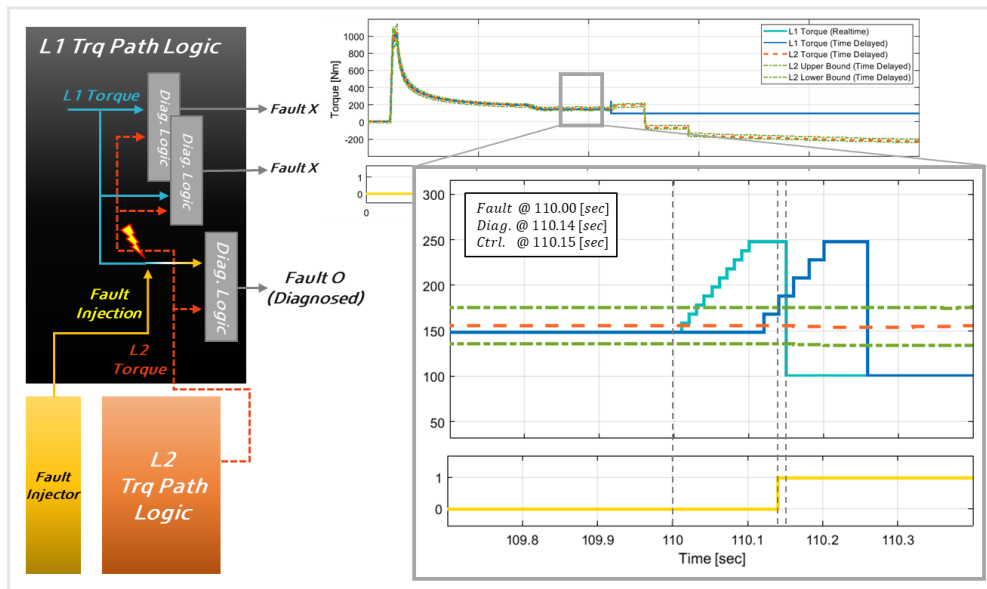 L1 Trq Path Logic
L1 Torque
Diag. Logic
Diag. Logic
Fault X
Fault X
Diag. Logic
Fault
Injection
Fault O
(Diagnosed)
L2
Torque
Fault
Injector
L2
Trq Path
Logic
Torque [Nm]
1000
800
600
400
200
0
-200
L1 Torque (Realtime)
L1 Torque (Time Delayed)
L2 Torque (Time Delayed)
L2 Upper Bound (Time Delayed)
L2 Lower Bound (Time Delayed)
1
0
0
300
250
200
150
100
50
Fault @ 110.00 [sec]
Diag. @ 110.14 [sec]
Ctrl. @ 110.15 [sec]
1
0
109.8
109.9
110
110.1
110.2
110.3
Time [sec]